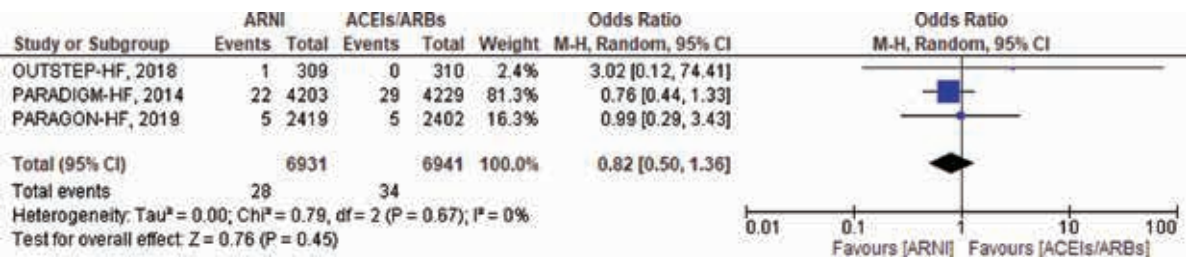 ARNI ACEIs/ARBs Odds Ratio Odds Ratio
Study or Subgroup Events Total Events Total Weight M-H, Random, 95% CI M-H, Random, 95% CI
OUTSTEP-HF, 2018 1 309 0 310 2.4% 3.02 [0.12, 74.41]
PARADIGM-HF, 2014 22 4203 29 4229 81.3% 0.76 [0.44, 1.33]
PARAGON-HF, 2019 5 2419 5 2402 16.3% 0.99 [0.29, 3.43]
Total (95% CI) 6931 6941 100.0% 0.82 [0.50, 1.36]
Total events 28 34
Heterogeneity: Tau² = 0.00; Chi² = 0.79, df = 2 (P = 0.67); I² = 0%
Test for overall effect: Z = 0.76 (P = 0.45)
0.01 0.1 1 10 100
Favours [ARNI] Favours [ACEIs/ARBs]